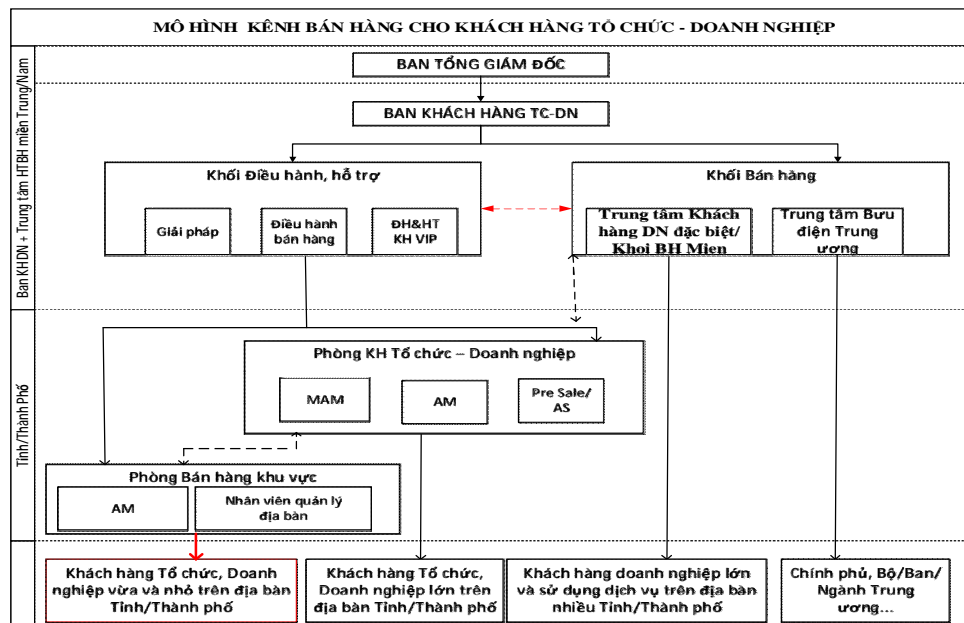 MÔ HÌNH KÊNH BÁN HÀNG CHO KHÁCH HÀNG TỔ CHỨC - DOANH NGHIỆP
Ban KHDN + Trung tâm HTBH miền Trung/Nam
BAN TỔNG GIÁM ĐỐC
BAN KHÁCH HÀNG TC-DN
Khối Điều hành, hỗ trợ
Giải pháp
Điều hành
bán hàng
ĐH&HT
KH VIP
Khối Bán hàng
Trung tâm Khách
hàng DN đặc biệt/
Khoi BH Mien
Trung tâm Bưu
điện Trung
ương
Tỉnh/Thành Phố
Phòng KH Tổ chức – Doanh nghiệp
MAM
AM
Pre Sale/
AS
Phòng Bán hàng khu vực
AM
Nhân viên quản lý
địa bàn
Khách hàng Tổ chức, Doanh
nghiệp vừa và nhỏ trên địa bàn
Tỉnh/Thành phố
Khách hàng Tổ chức,
Doanh nghiệp lớn trên
địa bàn Tỉnh/Thành phố
Khách hàng doanh nghiệp lớn
và sử dụng dịch vụ trên địa bàn
nhiều Tỉnh/Thành phố
Chính phủ, Bộ/Ban/
Ngành Trung
ương...